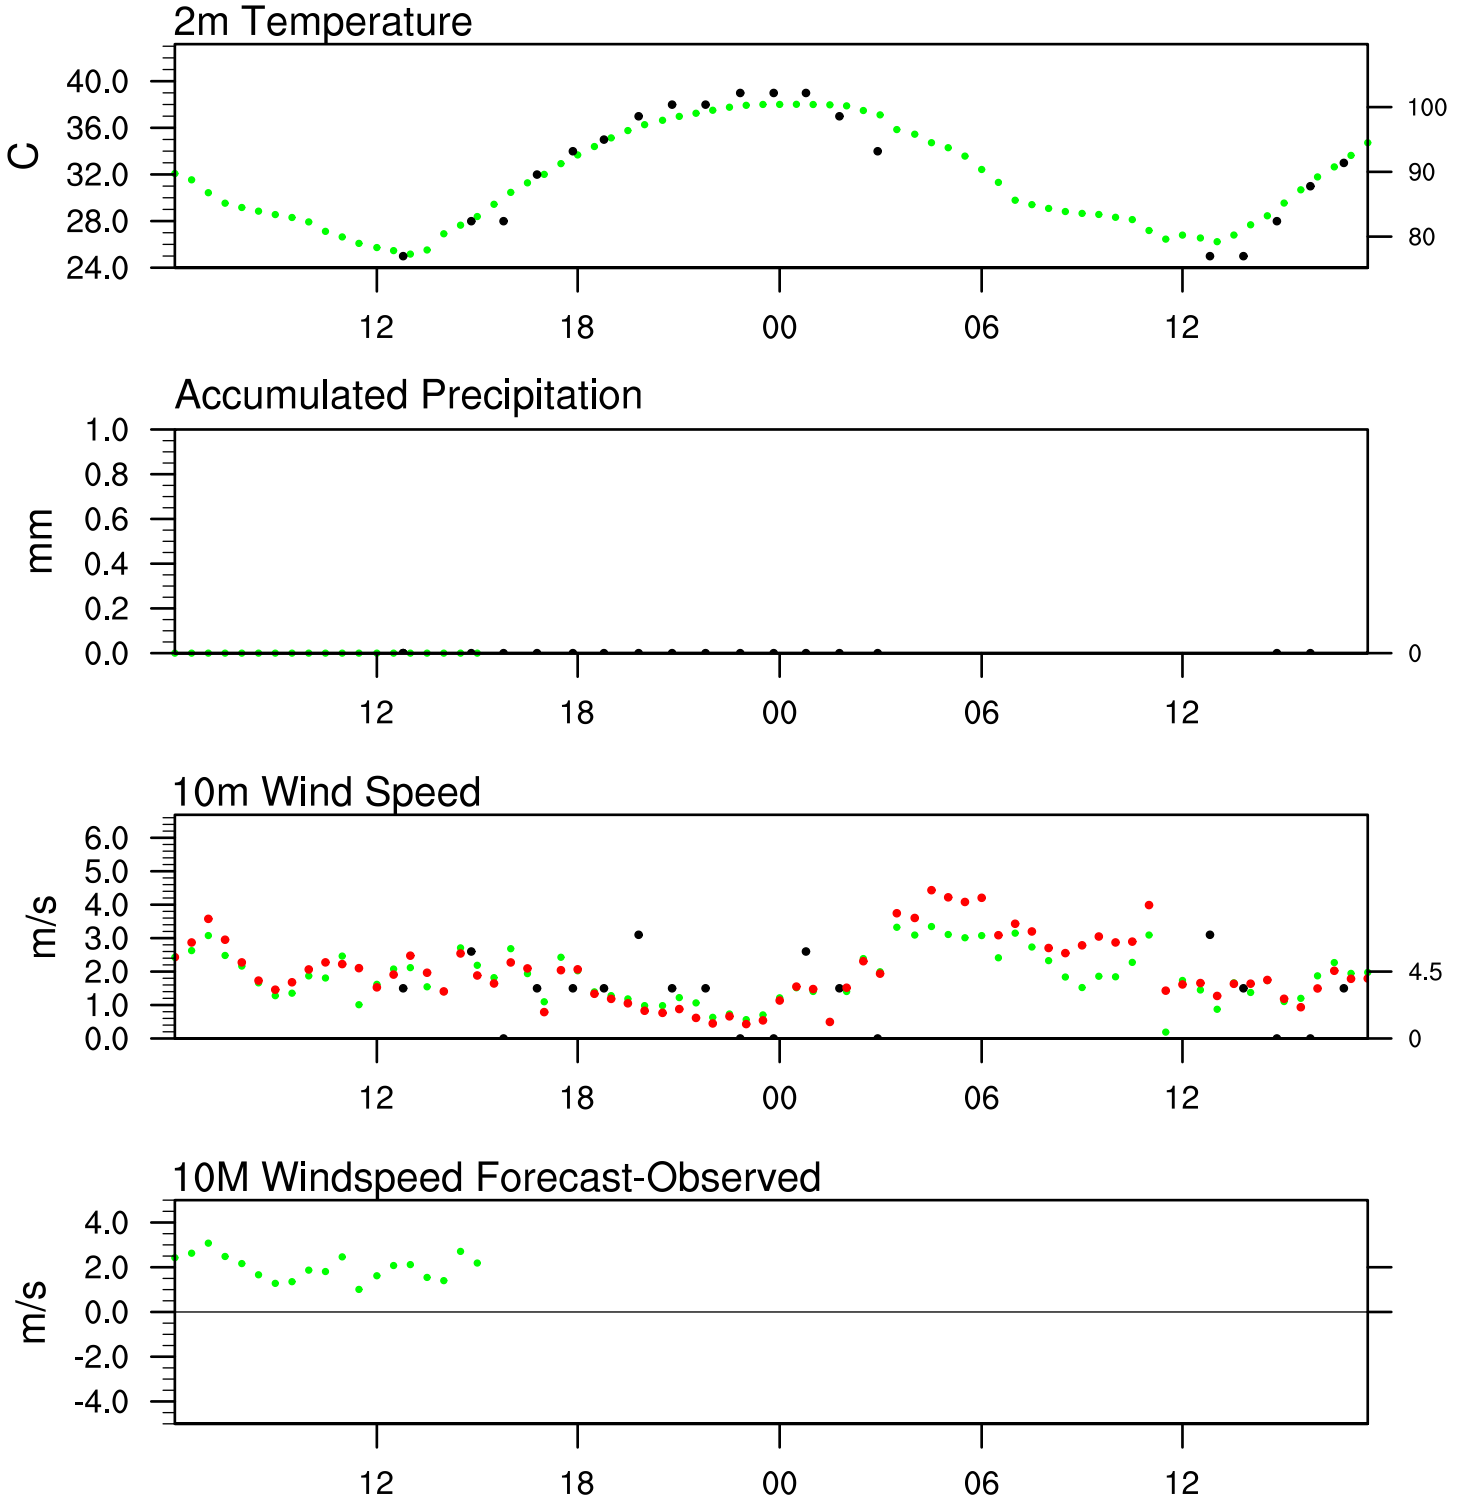 2m Temperature
C
40.0
36.0
32.0
28.0
24.0
100
90
80
12 18 00 06 12
Accumulated Precipitation
mm
1.0
0.8
0.6
0.4
0.2
0.0
0
12 18 00 06 12
10m Wind Speed
m/s
6.0
5.0
4.0
3.0
2.0
1.0
0.0
4.5
0
12 18 00 06 12
10M Windspeed Forecast-Observed
m/s
4.0
2.0
0.0
-2.0
-4.0
12 18 00 06 12